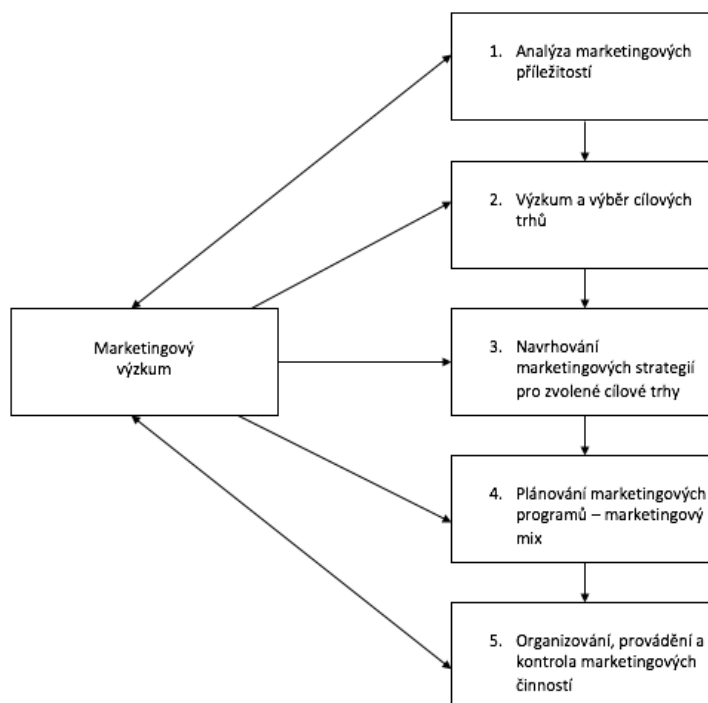 1. Analýza marketingových
příležitostí
2. Výzkum a výběr cílových
trhů
Marketingový
výzkum
3. Navrhování
marketingových strategií
pro zvolené cílové trhy
4. Plánování marketingových
programů – marketingový
mix
5. Organizování, provádění a
kontrola marketingových
činností